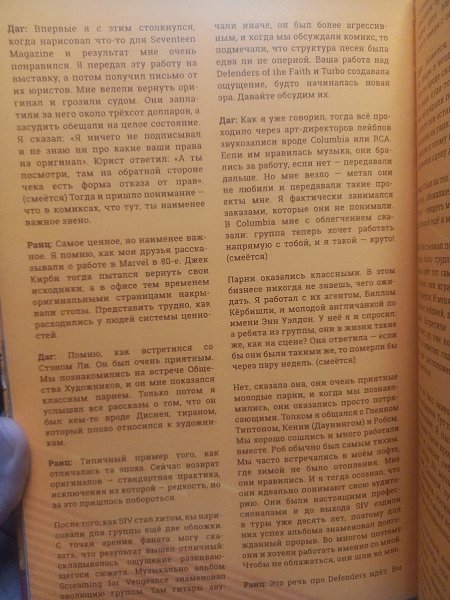 Даг: Впервые я с этим столкнулся,
когда нарисовал что-то для Seventeen
Magazine и результат мне очень
понравился. Я передал эту работу на
выставку, а потом получил письмо от
их юристов. Мне велели вернуть ори-
гинал и грозили судом. Они запла-
тили за него около трёхсот долларов, а
засудить обещали на целое состояние.
Я сказал: «Я ничего не подписывал
и не знаю ни про какие ваши права
на оригинал». Юрист ответил: «А ты
посмотри, там на обратной стороне
чека есть форма отказа от прав».
(смеётся) Тогда и пришло понимание —
что в комиксах, что тут, ты наименее
важное звено.
Ранц: Самое ценное, но наименее важ-
ное. Я помню, как мои друзья расска-
зывали о работе в Marvel в 80-е. Джек
Кирби тогда пытался вернуть свои
исходники, а в офисе тем временем
оригинальными страницами накры-
вали столы. Представить трудно, как
расходились у людей системы ценно-
стей.
Даг: Помню, как встретился со
Стэном Ли. Он был очень приятным.
Мы познакомились на встрече Обще-
ства Художников, и он мне показался
классным парнем. Только потом я
услышал все рассказы о том, что он
был кем-то вроде Диснея, тираном,
который плохо относился к художни-
кам.
Ранц: Типичный пример того, как
отличалась та эпоха. Сейчас возврат
оригиналов — стандартная практика,
исключения из которой — редкость, но
за это пришлось побороться.
После того, как SfV стал хитом, вы нари-
совали для группы ещё две обложки.
С точки зрения фаната могу ска-
зать, что результат вышел отличный
складывалось ощущение развиваю-
щегося сюжета. Музыкально альбом
Screaming for Vengeance знаменовал
эволюцию группы. Там гитары зву-
чали иначе, он был более агрессив-
ным, и когда мы обсуждали комикс, то
подмечали, что структура песен была
едва ли не оперной. Ваша работа над
Defenders of the Faith и Turbo создавала
ощущение, будто начиналась новая
эра. Давайте обсудим их.
Даг: Как я уже говорил, тогда всё про-
ходило через арт-директоров лейблов
звукозаписи вроде Columbia или RCA.
Если им нравилась музыка, они бра-
лись за работу, если нет — передавали
дальше. Но мне везло — метал они
не любили и передавали такие про-
екты мне. Я фактически занимался
заказами, которые они не понимали.
В Columbia мне с облегчением ска-
зали: группа теперь хочет работать
напрямую с тобой, и я такой — круто!
(смеётся)
Парни оказались классными. В этом
бизнесе никогда не знаешь, чего ожи-
дать. Я работал с их агентом, Биллом
Кёрбишли, и молодой англичанкой по
имени Энн Уэлдон. У неё я и спросил
а ребята из группы, они в жизни такие
же, как на сцене? Она ответила — если
бы они были такими же, то померли бы
через пару недель. (смеётся)
Нет, сказала она, они очень приятные
молодые парни, и когда мы познако-
мились, они оказались просто потря-
сающими. Толком я общался с Гленном
Типтоном, Кенни (Даунингом) и Робом.
Мы хорошо сошлись и много работали
вместе. Роб обычно был самым тихим.
Мы часто встречались в моём лофте,
где зимой не было отопления. Мне
они нравились. И я тогда осознал, что
они идеально понимают свою аудито-
рию. Они были настоящими професс-
ионалами и до выхода SfV ездили
в туры уже десять лет, поэтому для
них успех альбома знаменовал долго-
жданный прорыв. Во многом поэтому
они и хотели работать именно со мной
Чтобы не облажаться, они шли ко мне.
Ранц: Это речь про Defenders идёт.